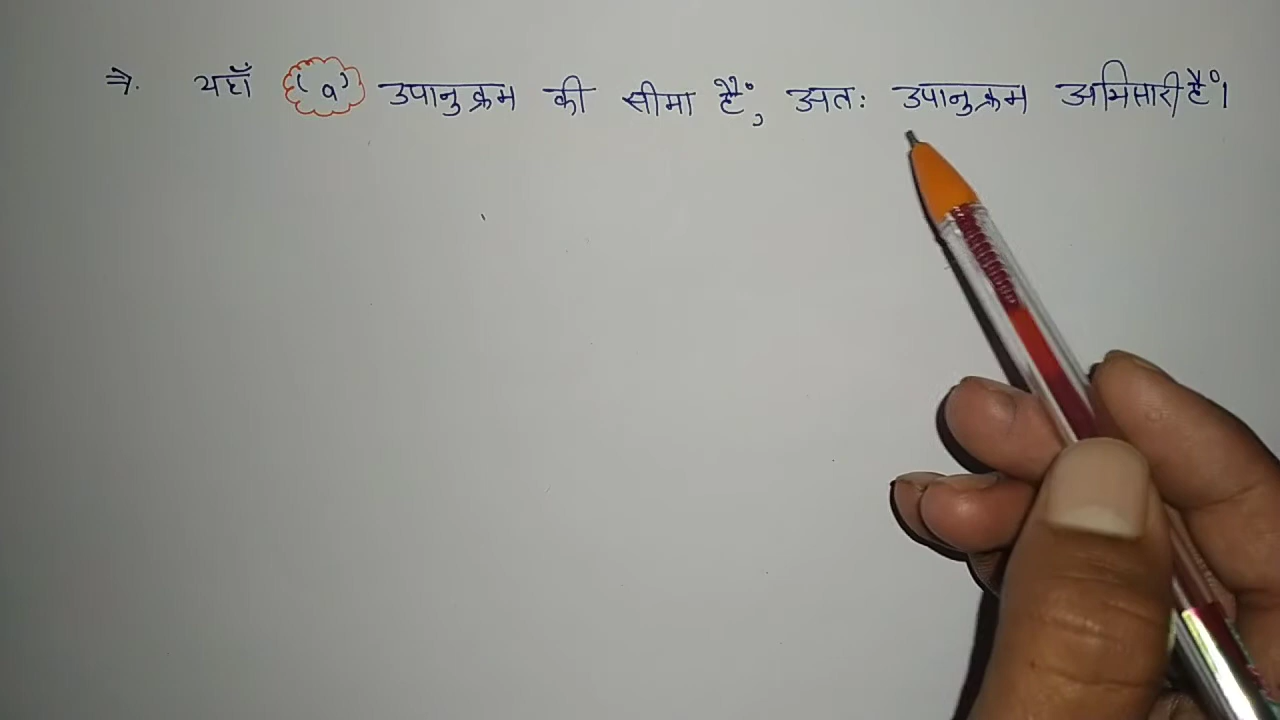 ⇒. यहाँ (a) उपानुक्रम की सीमा हैं, अतः उपानुक्रम अभिसारी हैं।